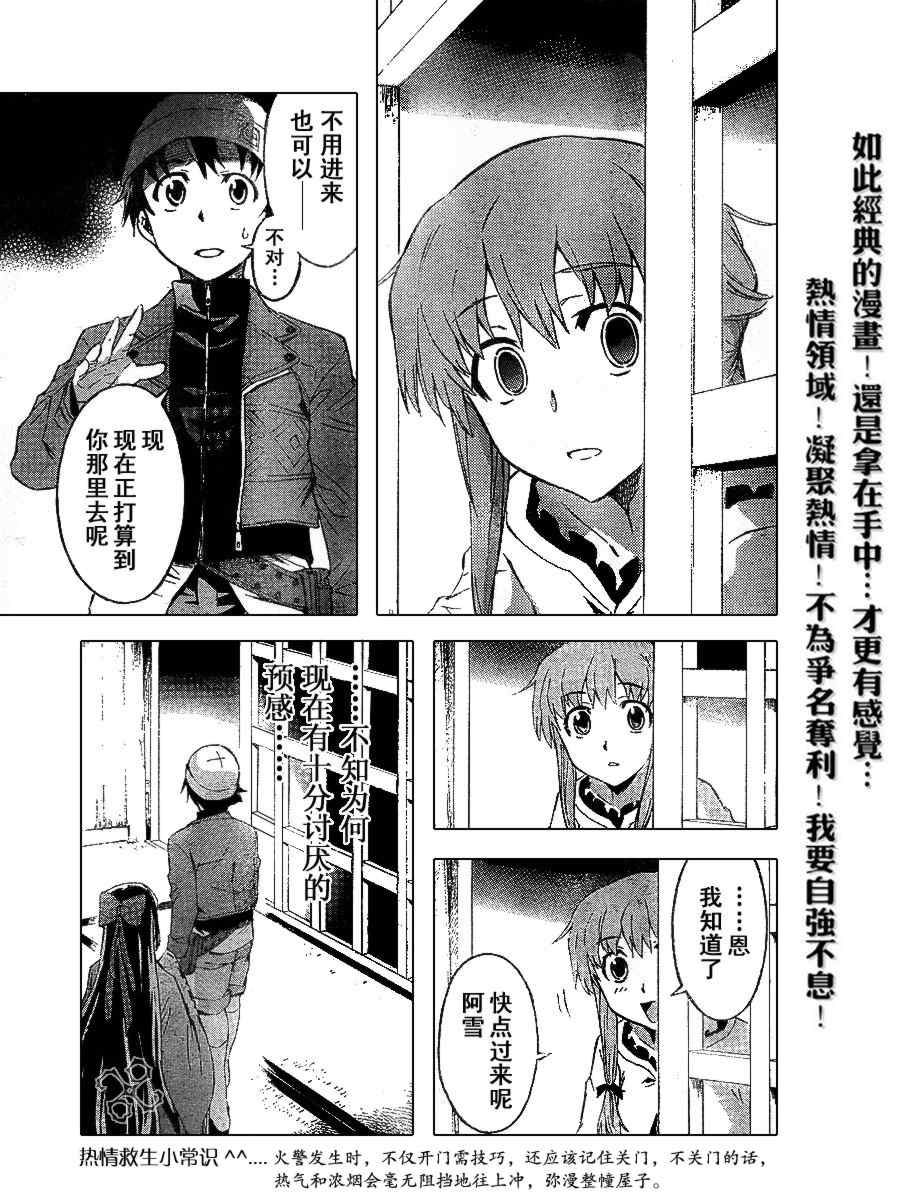 如此經典的漫畫！還是拿在手中…才更有感覺…
熱情領域！凝聚熱情！不為爭名奪利！我要自強不息！
不用进来
也可以——
不对…
现
现在正打算到
你那里去呢
……恩
我知道了
快点过来呢
阿雪
……不知为何
现在有十分讨厌的
预感……
热情救生小常识 ^^.... 火警发生时，不仅开门需技巧，还应该记住关门，不关门的话，
热气和浓烟会毫无阻挡地往上冲，弥漫整幢屋子。